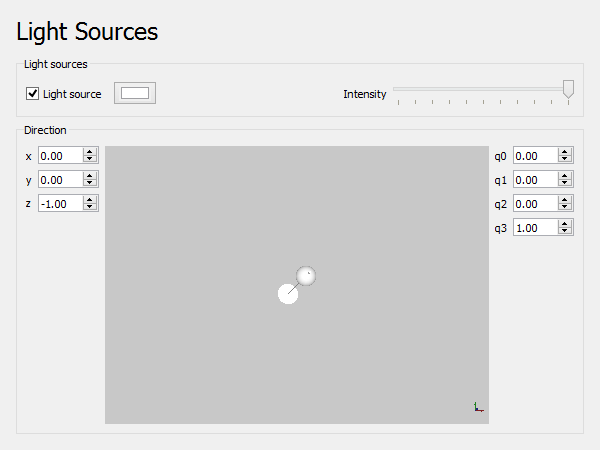 Light Sources
Light sources
Light source
Intensity
Direction
x 0.00
y 0.00
z -1.00
q0 0.00
q1 0.00
q2 0.00
q3 1.00